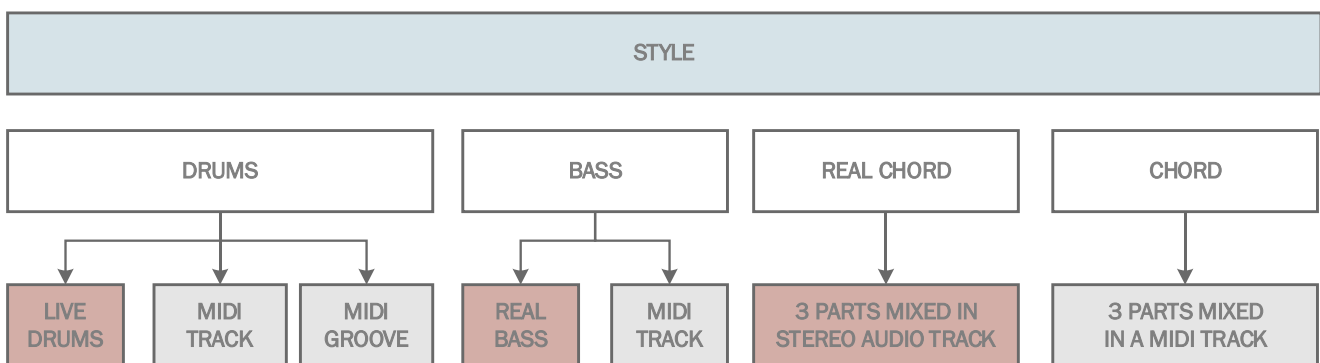 STYLE
DRUMS
BASS
REAL CHORD
CHORD
LIVE
DRUMS
MIDI
TRACK
MIDI
GROOVE
REAL
BASS
MIDI
TRACK
3 PARTS MIXED IN
STEREO AUDIO TRACK
3 PARTS MIXED
IN A MIDI TRACK